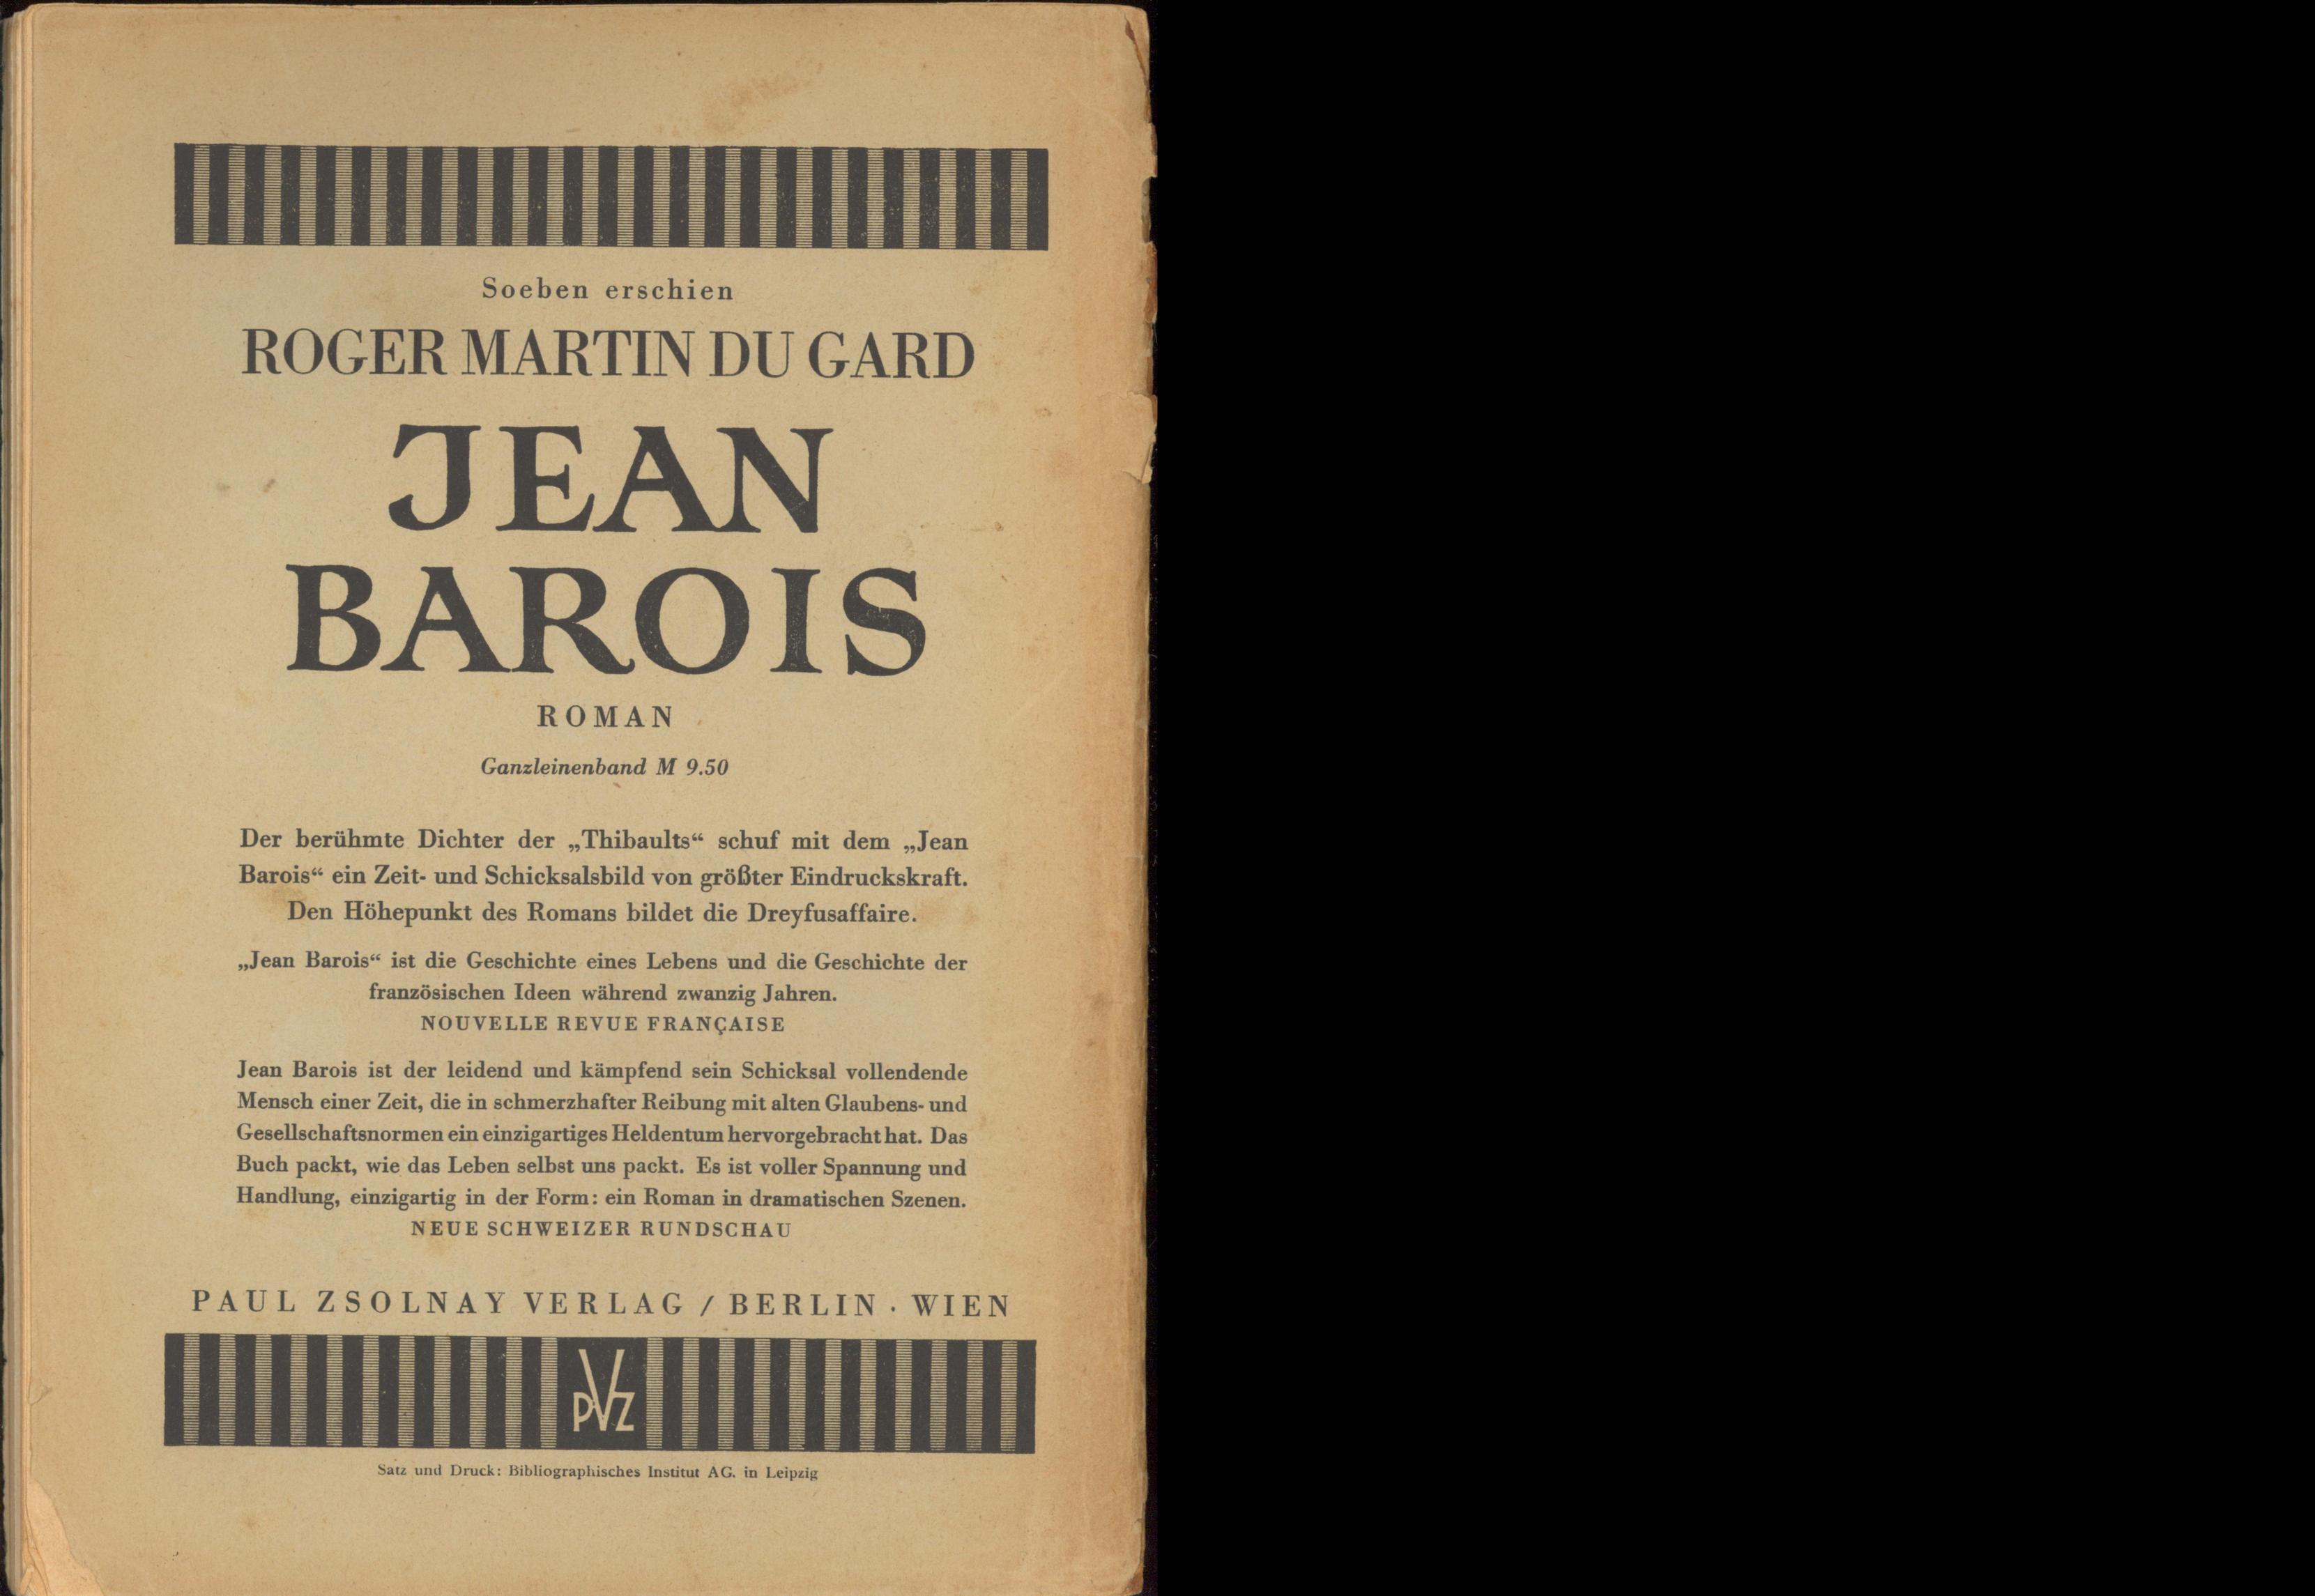 Soeben erschien
ROGER MARTIN DU GARD
JEAN
BAROIS
ROMAN
Ganzleinenband M 9.50
Der berühmte Dichter der „Thibaults“ schuf mit dem „Jean
Barois“ ein Zeit- und Schicksalsbild von größter Eindruckskraft.
Den Höhepunkt des Romans bildet die Dreyfusaffaire.
„Jean Barois“ ist die Geschichte eines Lebens und die Geschichte der
französischen Ideen während zwanzig Jahren.
NOUVELLE REVUE FRANÇAISE
Jean Barois ist der leidend und kämpfend sein Schicksal vollendende
Mensch einer Zeit, die in schmerzhafter Reibung mit alten Glaubens- und
Gesellschaftsnormen ein einzigartiges Heldentum hervorgebracht hat. Das
Buch packt, wie das Leben selbst uns packt. Es ist voller Spannung und
Handlung, einzigartig in der Form: ein Roman in dramatischen Szenen.
NEUE SCHWEIZER RUNDSCHAU
PAUL ZSOLNAY VERLAG / BERLIN · WIEN
PVZ
Satz und Druck: Bibliographisches Institut AG. in Leipzig